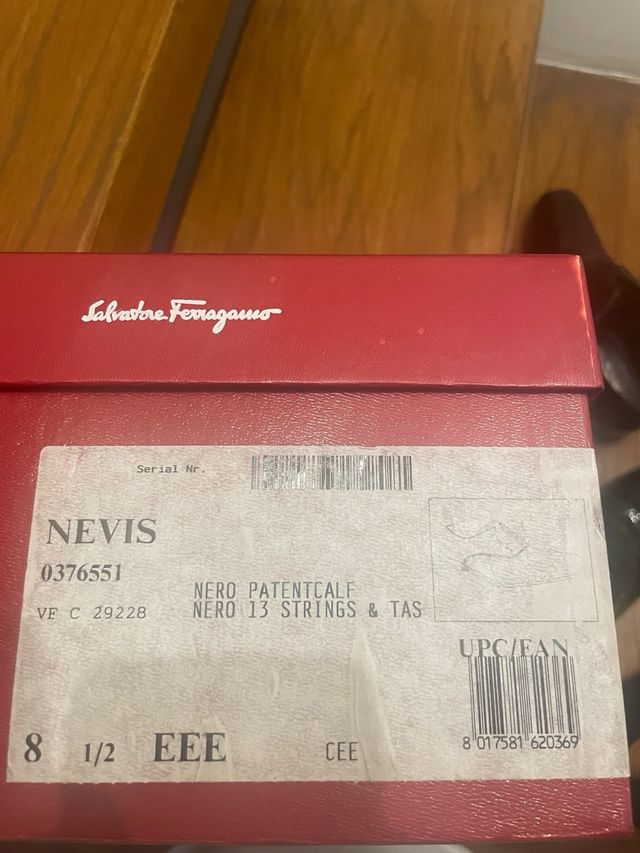 Salvatore Ferragamo
Serial Nr.
NEVIS
0376551
NERO PATENTCALF
VF C 29228 NERO 13 STRINGS & TAS
UPC/EAN
8 017581 620369
8 1/2 EEE CEE